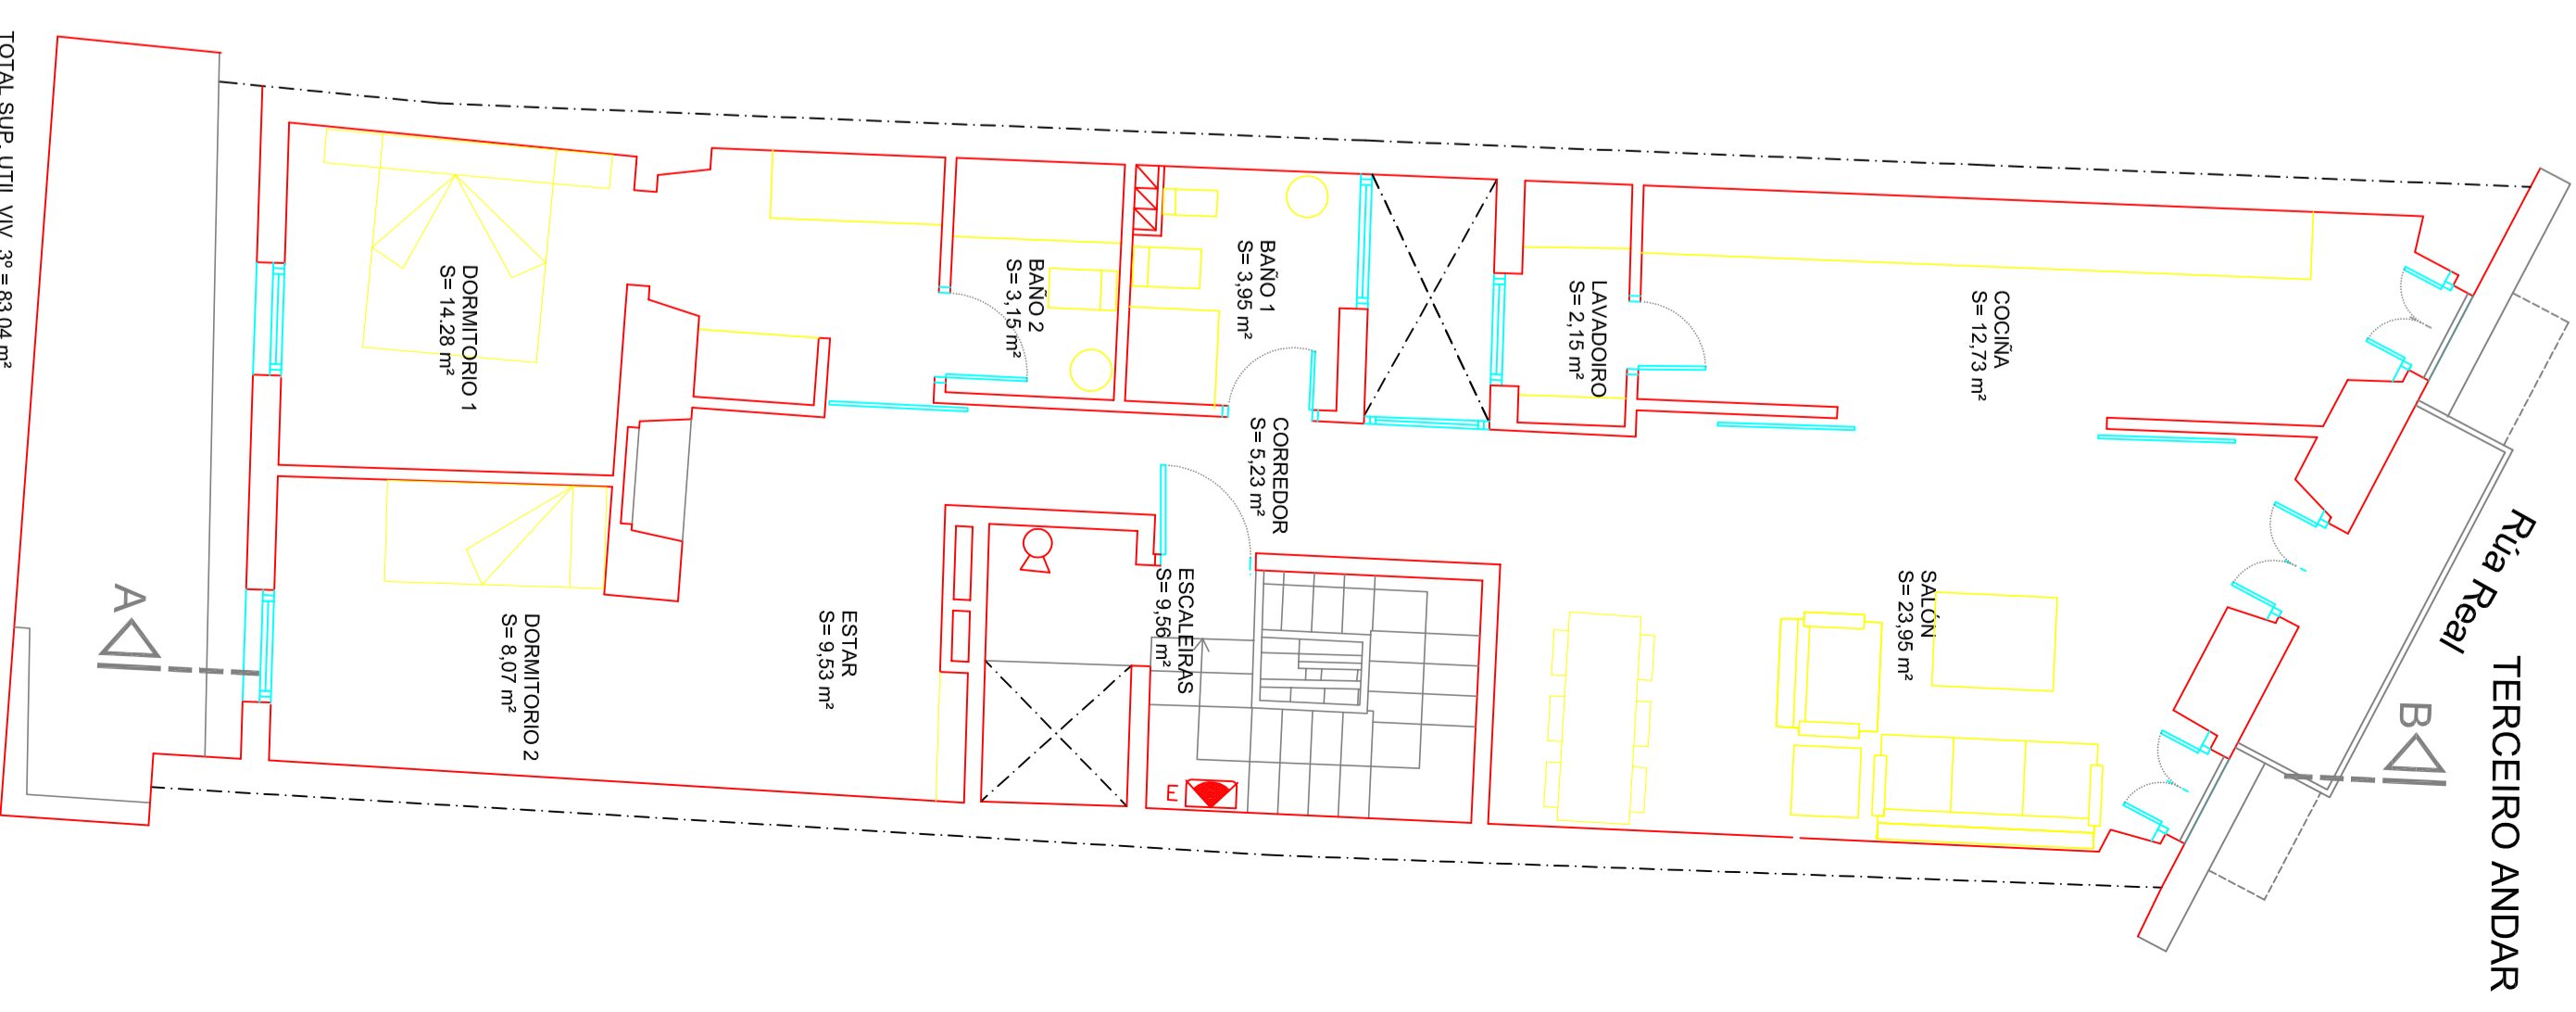 TERCEIRO ANDAR
Rúa Real
B
COCIÑA
S= 12,73 m²
SALÓN
S= 23,95 m²
LAVADOIRO
S= 2,15 m²
CORREDOR
S= 5,23 m²
BAÑO 1
S= 3,95 m²
ESCALEIRAS
S= 9,56 m²
E
BAÑO 2
S= 3,15 m²
ESTAR
S= 9,53 m²
DORMITORIO 2
S= 8,07 m²
DORMITORIO 1
S= 14.28 m²
A
TOTAL SUP. UTIL VIV. 3º = 83,04 m²